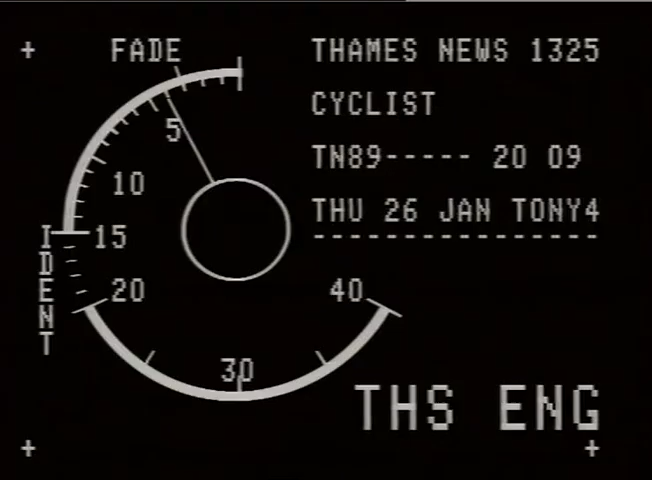 FADE
THAMES NEWS 1325
CYCLIST
TN89----- 20 09
THU 26 JAN TONY4
-----------------
5
10
15
20
30
40
IDENT
THS ENG